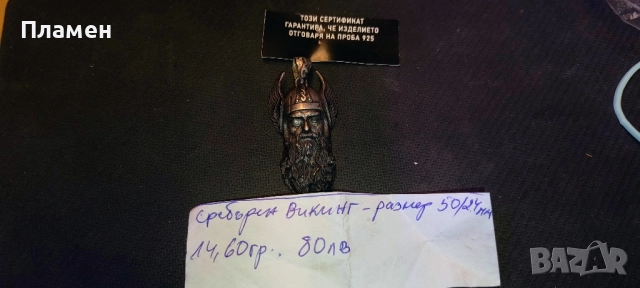 Пламен
ТОЗИ СЕРТИФИКАТ
ГАРАНТИРА, ЧЕ ИЗДЕЛИЕТО
ОТГОВАРЯ НА ПРОБА 925
сребърен Викинг - размер 50/24мм
14,60гр. 80лв
BAZAR
bg